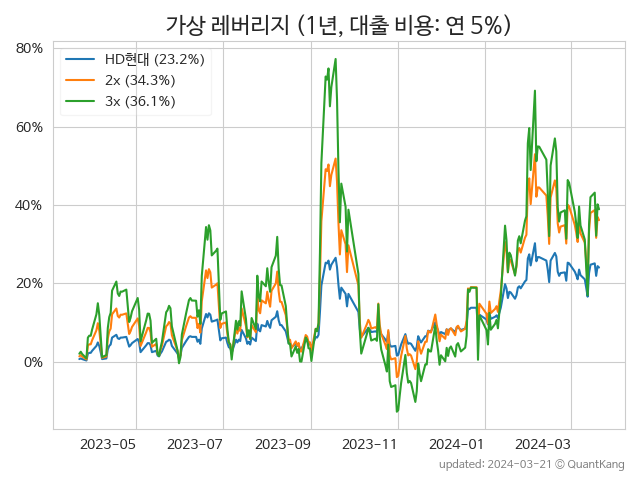 가상 레버리지 (1년, 대출 비용: 연 5%)
80%
60%
40%
20%
0%
HD현대 (23.2%)
2x (34.3%)
3x (36.1%)
2023-05
2023-07
2023-09
2023-11
2024-01
2024-03
updated: 2024-03-21 © QuantKang